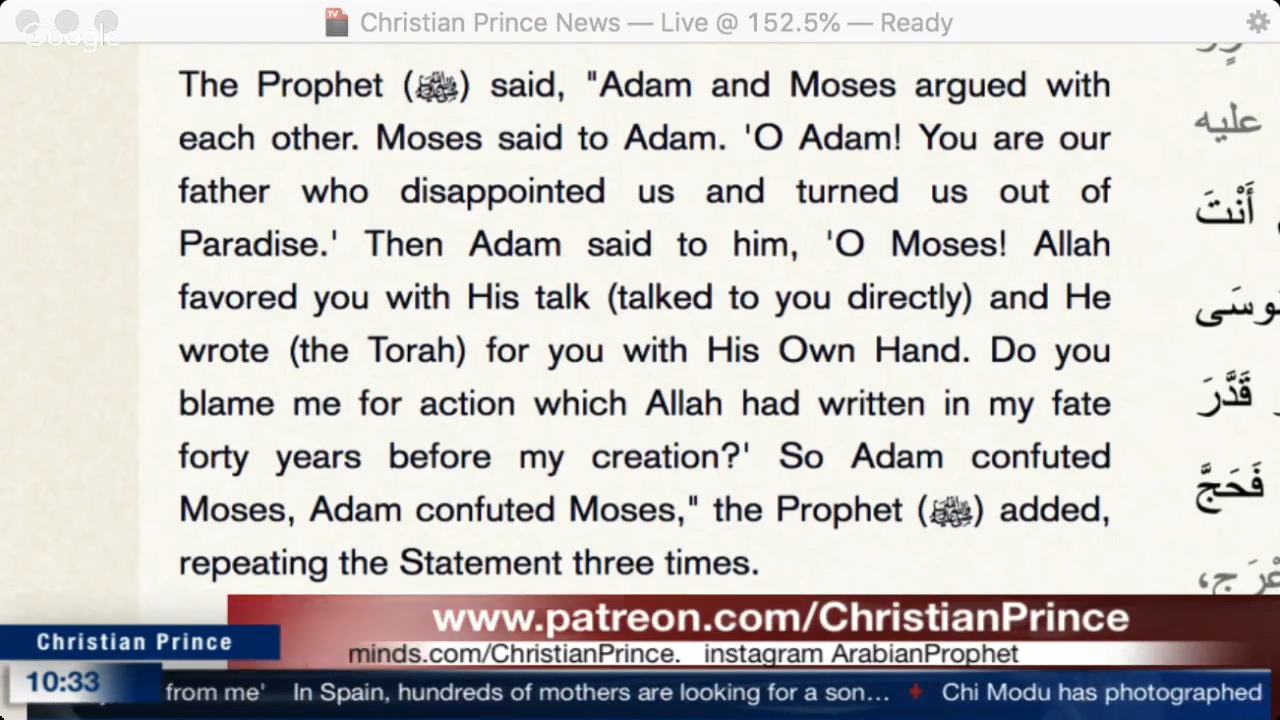 Christian Prince News — Live @ 152.5% — Ready
Google
The Prophet (ﷺ) said, "Adam and Moses argued with
each other. Moses said to Adam. 'O Adam! You are our
father who disappointed us and turned us out of
Paradise.' Then Adam said to him, 'O Moses! Allah
favored you with His talk (talked to you directly) and He
wrote (the Torah) for you with His Own Hand. Do you
blame me for action which Allah had written in my fate
forty years before my creation?' So Adam confuted
Moses, Adam confuted Moses," the Prophet (ﷺ) added,
repeating the Statement three times.
عليه
أَنْتَ
قَدَّرَ
فَحَجَّ
www.patreon.com/ChristianPrince
Christian Prince
minds.com/ChristianPrince. instagram ArabianProphet
10:33
from me' In Spain, hundreds of mothers are looking for a son... Chi Modu has photographed